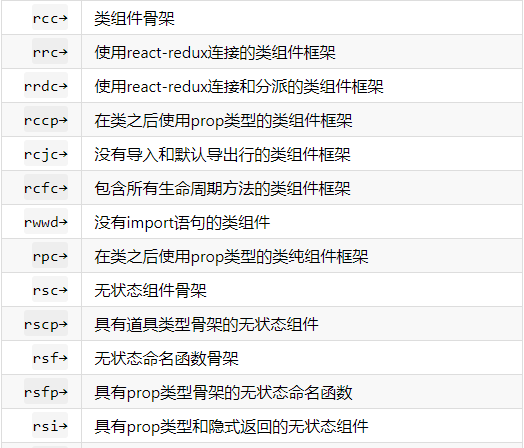 rcc→ 类组件骨架
rrc→ 使用react-redux连接的类组件框架
rrdc→ 使用react-redux连接和分派的类组件框架
rccp→ 在类之后使用prop类型的类组件框架
rcjc→ 没有导入和默认导出行的类组件框架
rcfc→ 包含所有生命周期方法的类组件框架
rwwd→ 没有import语句的类组件
rpc→ 在类之后使用prop类型的类纯组件框架
rsc→ 无状态组件骨架
rscp→ 具有道具类型骨架的无状态组件
rsf→ 无状态命名函数骨架
rsfp→ 具有prop类型骨架的无状态命名函数
rsi→ 具有prop类型和隐式返回的无状态组件